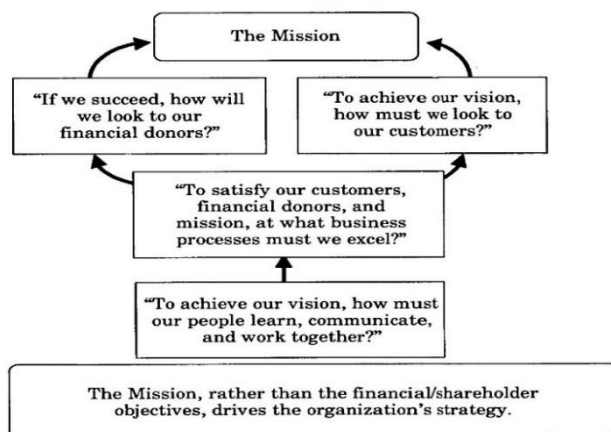 The Mission
“If we succeed, how will
we look to our
financial donors?”
“To achieve our vision,
how must we look to
our customers?”
“To satisfy our customers,
financial donors, and
mission, at what business
processes must we excel?”
“To achieve our vision, how must
our people learn, communicate,
and work together?”
The Mission, rather than the financial/shareholder
objectives, drives the organization’s strategy.